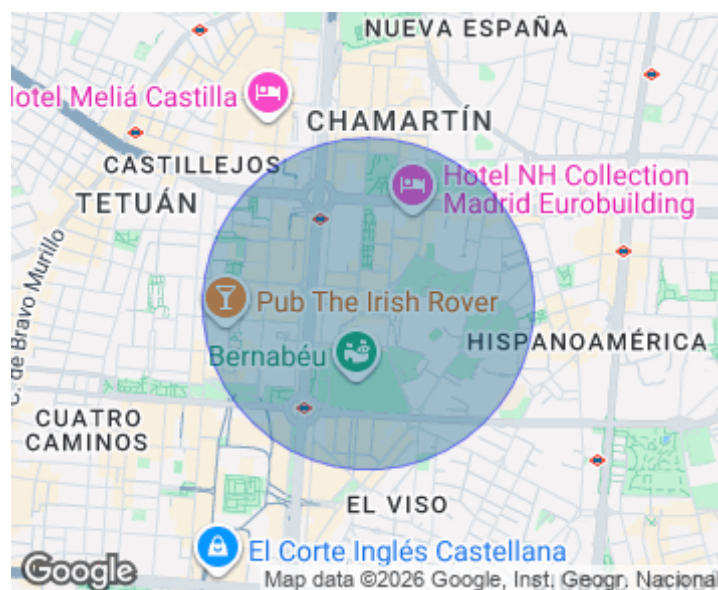 NUEVA ESPAÑA
Hotel Meliá Castilla
CHAMARTÍN
CASTILLEJOS
Hotel NH Collection
Madrid Eurobuilding
TETUÁN
C. de Bravo Murillo
Pub The Irish Rover
Bernabéu
HISPANOAMÉRICA
CUATRO
CAMINOS
EL VISO
El Corte Inglés Castellana
Google
Map data ©2026 Google, Inst. Geogr. Nacional